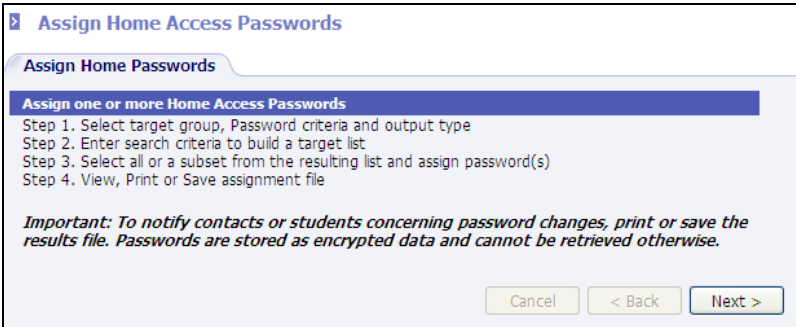 Assign Home Access Passwords
Assign Home Passwords
Assign one or more Home Access Passwords
Step 1. Select target group, Password criteria and output type
Step 2. Enter search criteria to build a target list
Step 3. Select all or a subset from the resulting list and assign password(s)
Step 4. View, Print or Save assignment file
Important: To notify contacts or students concerning password changes, print or save the
results file. Passwords are stored as encrypted data and cannot be retrieved otherwise.
Cancel < Back Next >